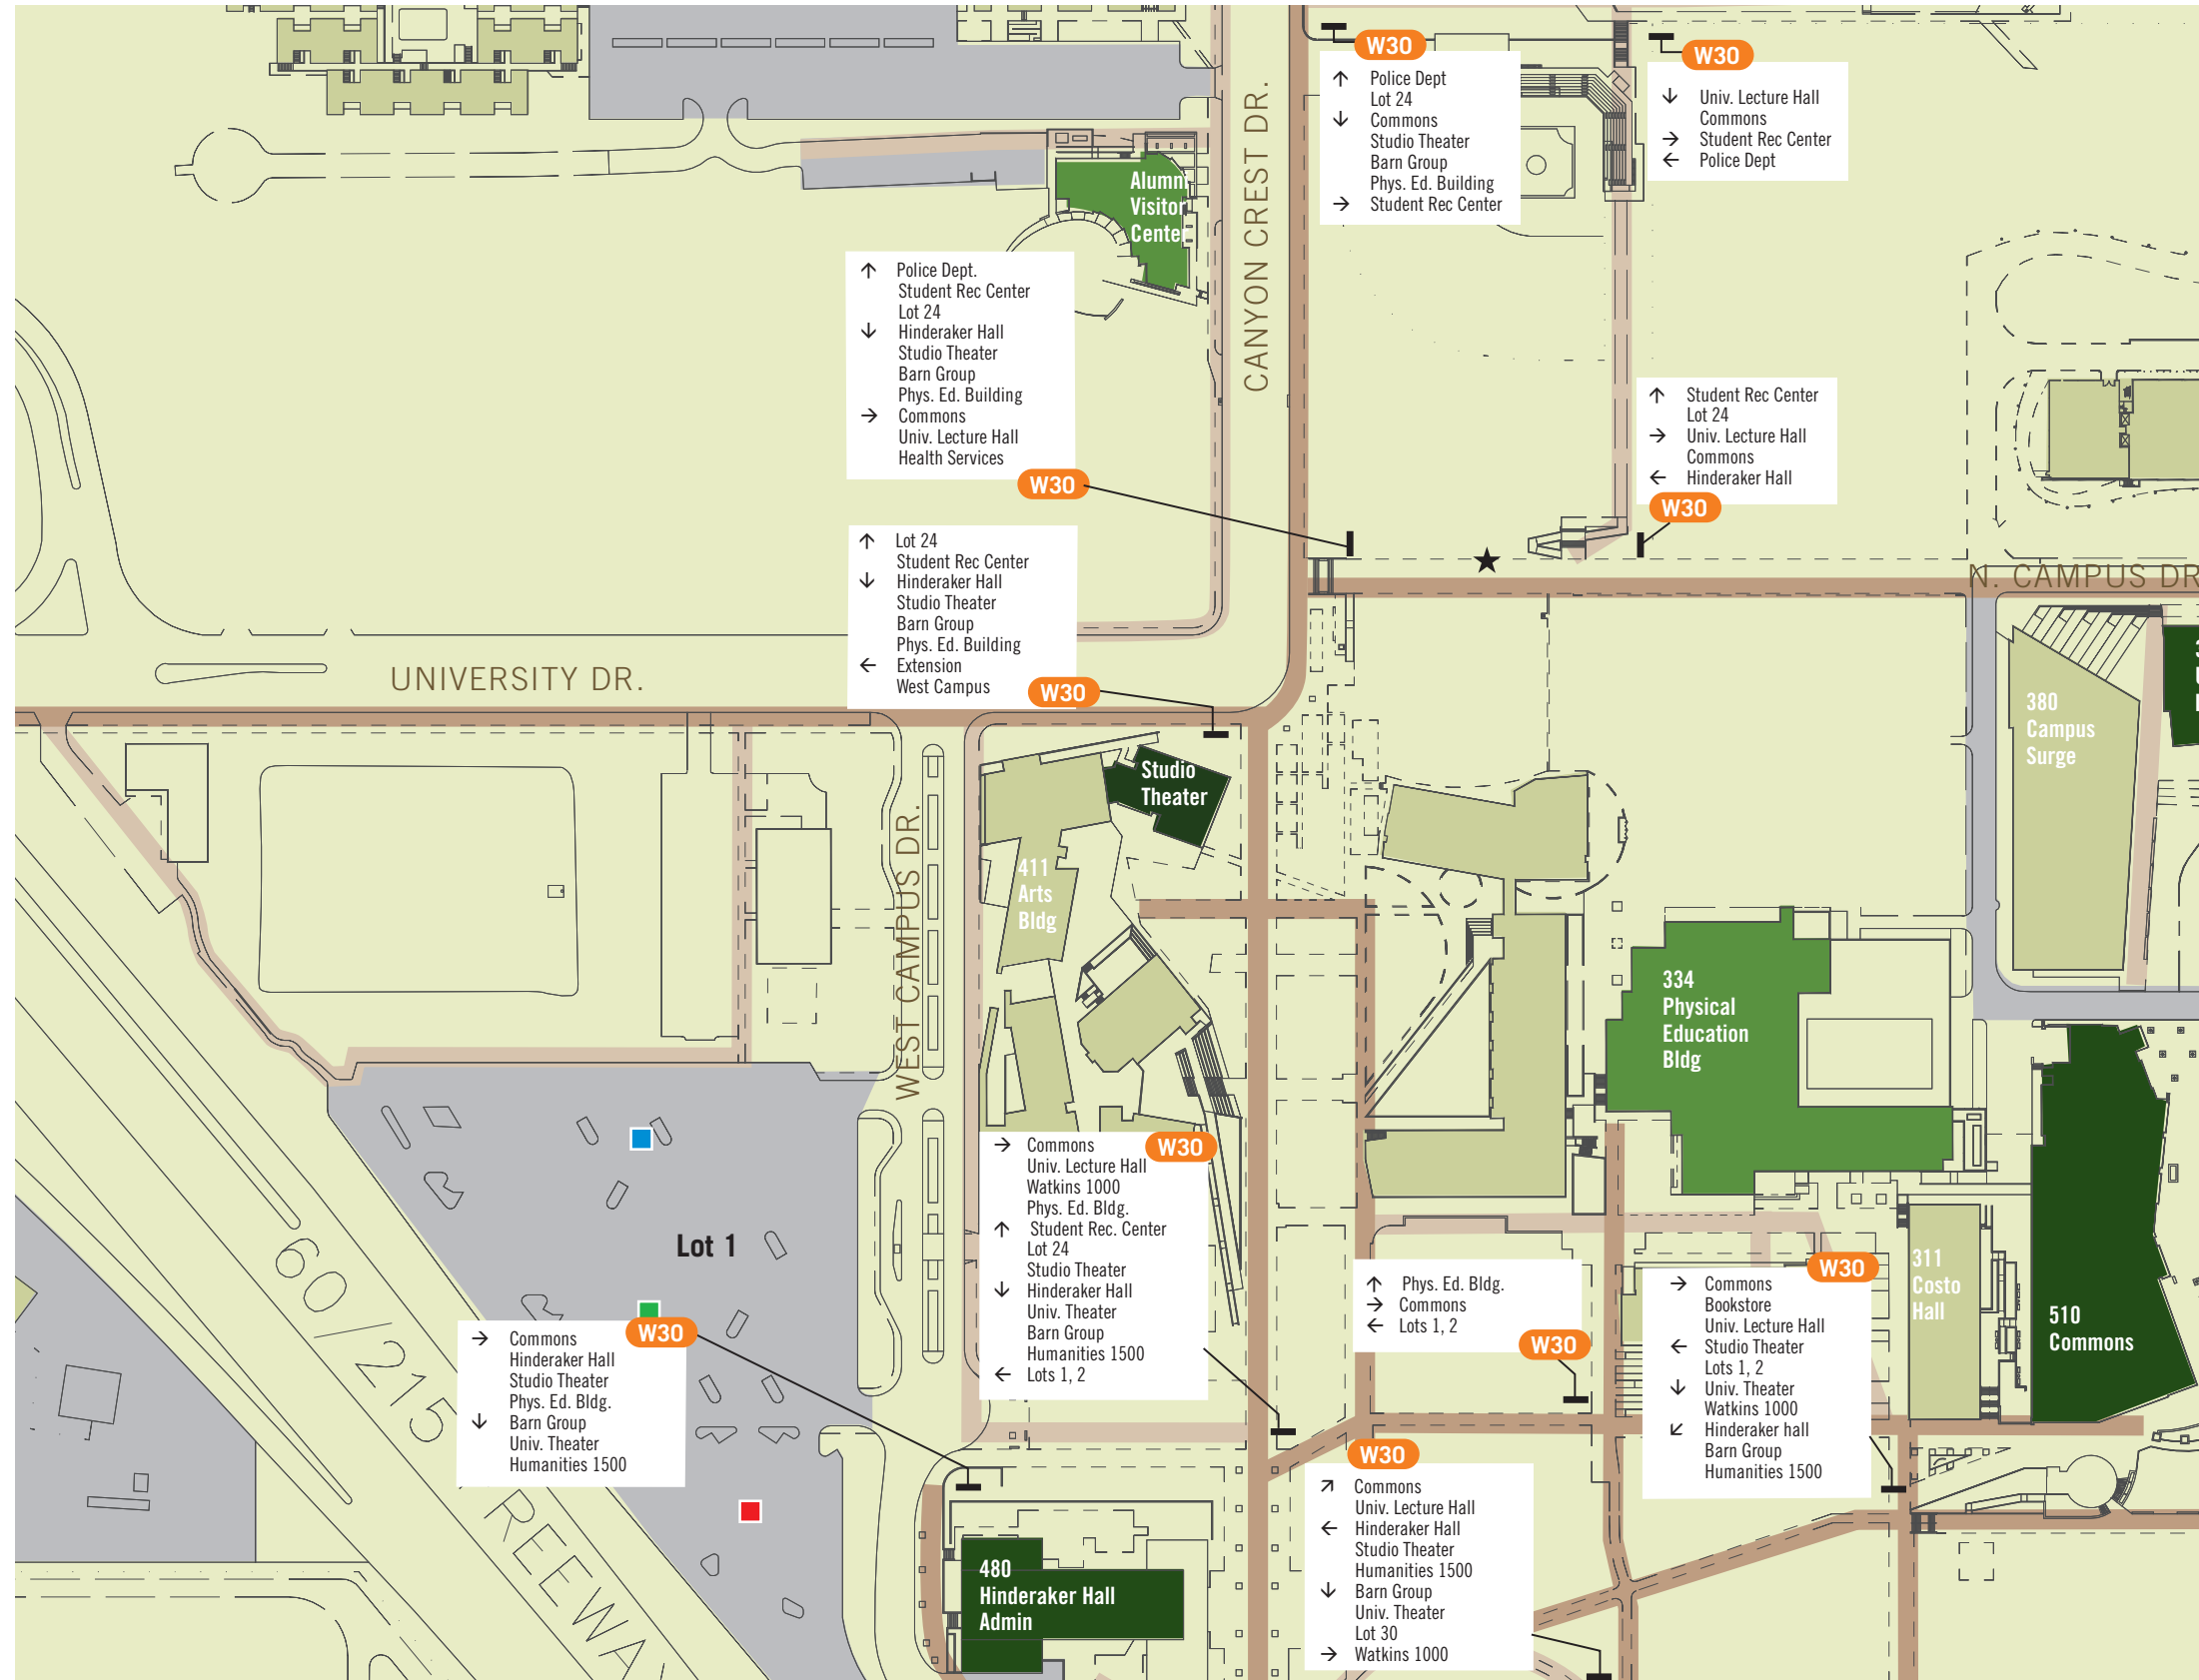 W30
↑ Police Dept
Lot 24
↓ Commons
Studio Theater
Barn Group
Phys. Ed. Building
→ Student Rec Center
W30
↓ Univ. Lecture Hall
Commons
→ Student Rec Center
← Police Dept
Alumni
Visitor
Center
CANYON CREST DR.
↑ Police Dept.
Student Rec Center
Lot 24
↓ Hinderaker Hall
Studio Theater
Barn Group
Phys. Ed. Building
→ Commons
Univ. Lecture Hall
Health Services
W30
↑ Student Rec Center
Lot 24
→ Univ. Lecture Hall
Commons
← Hinderaker Hall
W30
↑ Lot 24
Student Rec Center
↓ Hinderaker Hall
Studio Theater
Barn Group
Phys. Ed. Building
← Extension
West Campus
W30
N. CAMPUS DR
UNIVERSITY DR.
380
Campus
Surge
Studio
Theater
WEST CAMPUS DR.
411
Arts
Bldg
334
Physical
Education
Bldg
→ Commons
Univ. Lecture Hall
Watkins 1000
Phys. Ed. Bldg.
↑ Student Rec. Center
Lot 24
Studio Theater
↓ Hinderaker Hall
Univ. Theater
Barn Group
Humanities 1500
← Lots 1, 2
W30
Lot 1
↑ Phys. Ed. Bldg.
→ Commons
← Lots 1, 2
W30
W30
→ Commons
Bookstore
Univ. Lecture Hall
← Studio Theater
Lots 1, 2
↓ Univ. Theater
Watkins 1000
↙ Hinderaker hall
Barn Group
Humanities 1500
311
Costo
Hall
510
Commons
60/215
REEWA
W30
→ Commons
Hinderaker Hall
Studio Theater
Phys. Ed. Bldg.
↓ Barn Group
Univ. Theater
Humanities 1500
W30
↗ Commons
Univ. Lecture Hall
← Hinderaker Hall
Studio Theater
Humanities 1500
↓ Barn Group
Univ. Theater
Lot 30
→ Watkins 1000
480
Hinderaker Hall
Admin